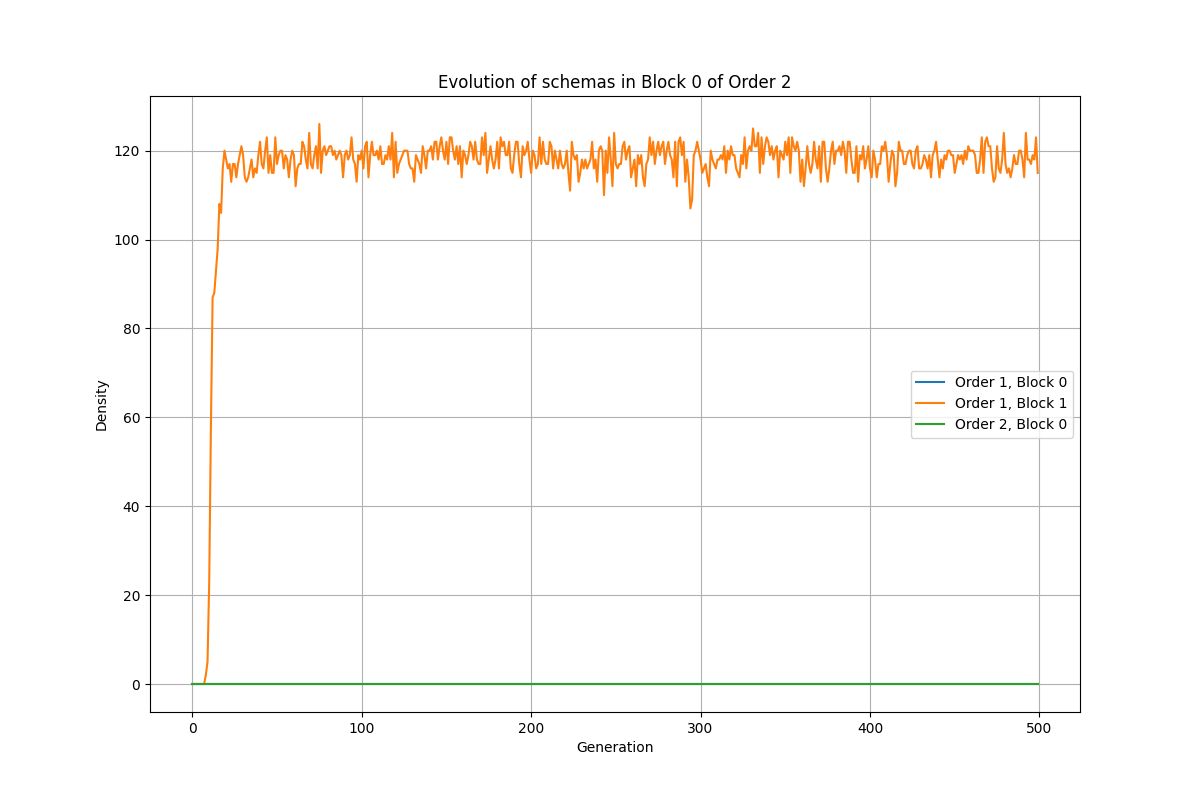 Evolution of schemas in Block 0 of Order 2
Density
120
100
80
60
40
20
0
Order 1, Block 0
Order 1, Block 1
Order 2, Block 0
0 100 200 300 400 500
Generation